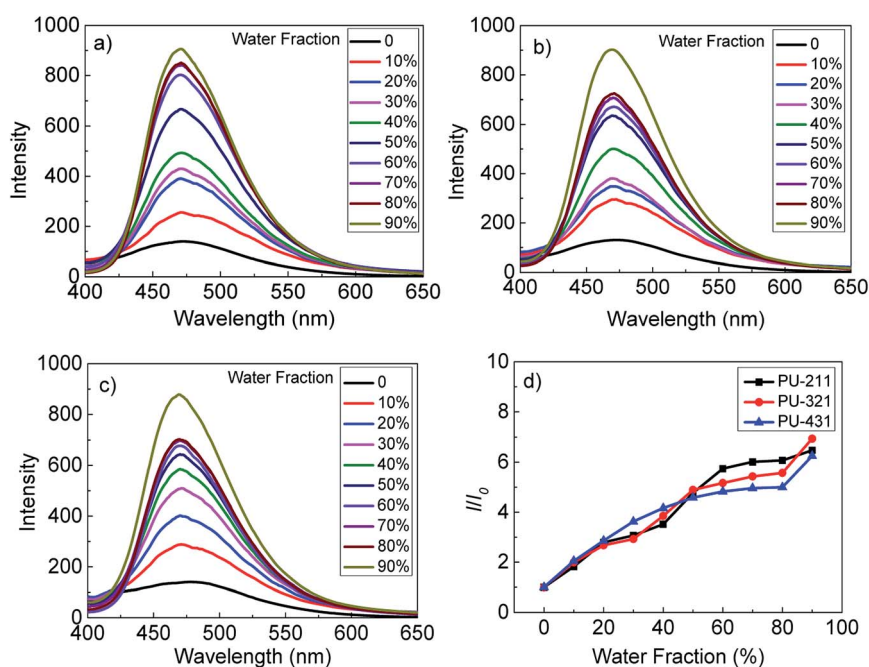 a)
Water Fraction
0
10%
20%
30%
40%
50%
60%
70%
80%
90%
1000
800
600
400
200
0
Intensity
400 450 500 550 600 650
Wavelength (nm)
b)
Water Fraction
0
10%
20%
30%
40%
50%
60%
70%
80%
90%
1000
800
600
400
200
0
Intensity
400 450 500 550 600 650
Wavelength (nm)
c)
Water Fraction
0
10%
20%
30%
40%
50%
60%
70%
80%
90%
1000
800
600
400
200
0
Intensity
400 450 500 550 600 650
Wavelength (nm)
d)
PU-211
PU-321
PU-431
10
8
6
4
2
0
I/I0
0 20 40 60 80 100
Water Fraction (%)